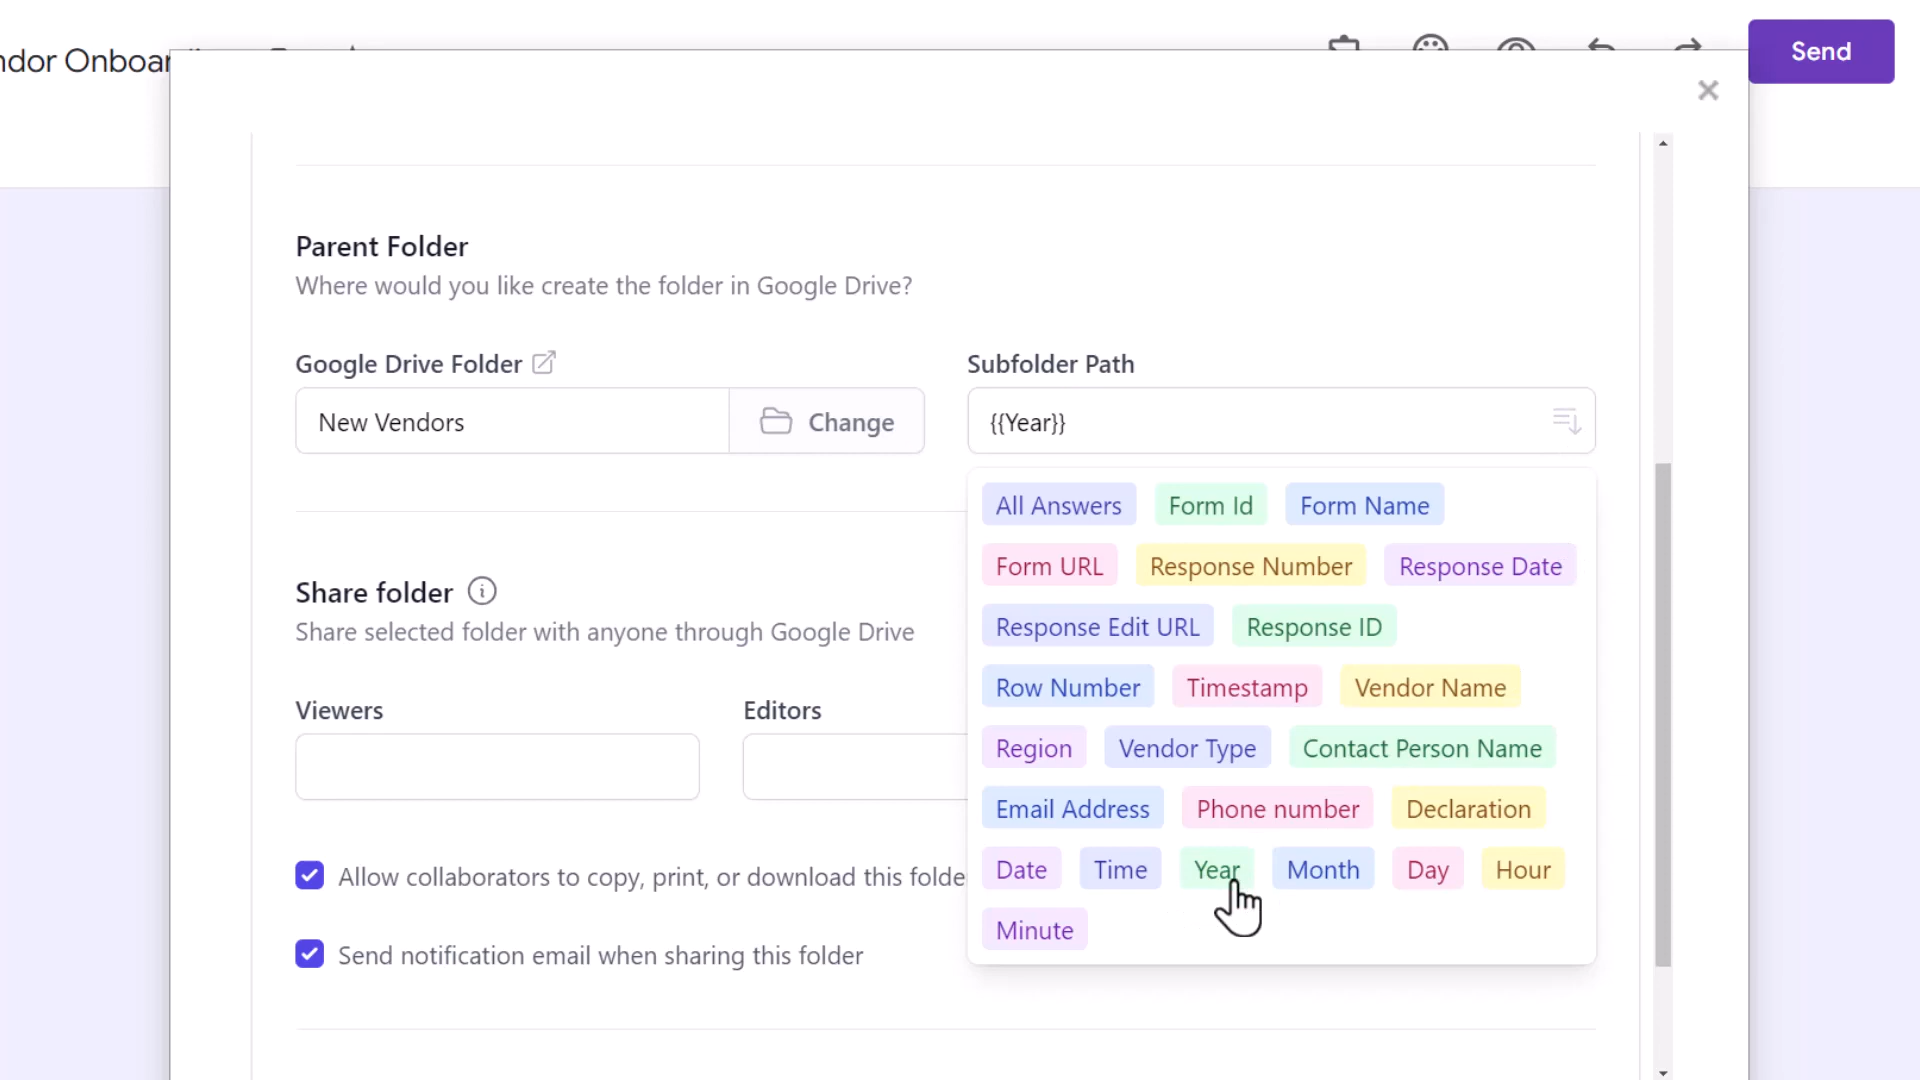 ndor Onboar
Send
Parent Folder
Where would you like create the folder in Google Drive?
Google Drive Folder
New Vendors
Change
Subfolder Path
{{Year}}
All Answers Form Id Form Name
Form URL Response Number Response Date
Response Edit URL Response ID
Row Number Timestamp Vendor Name
Region Vendor Type Contact Person Name
Email Address Phone number Declaration
Date Time Year Month Day Hour
Minute
Share folder
Share selected folder with anyone through Google Drive
Viewers
Editors
Allow collaborators to copy, print, or download this folde
Send notification email when sharing this folder